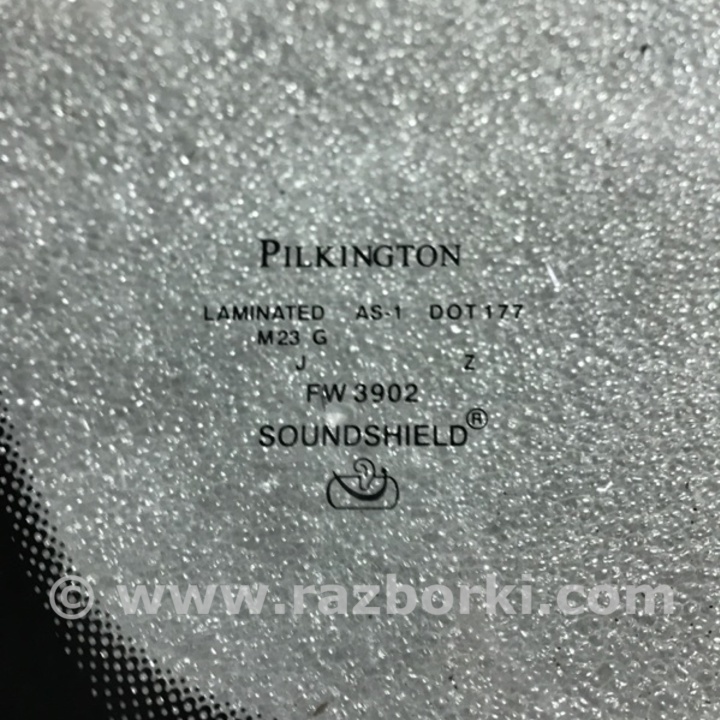 PILKINGTON
LAMINATED AS-1 DOT 177
M23 G
J Z
FW 3902
SOUNDSHIELD®
© www.razborki.com